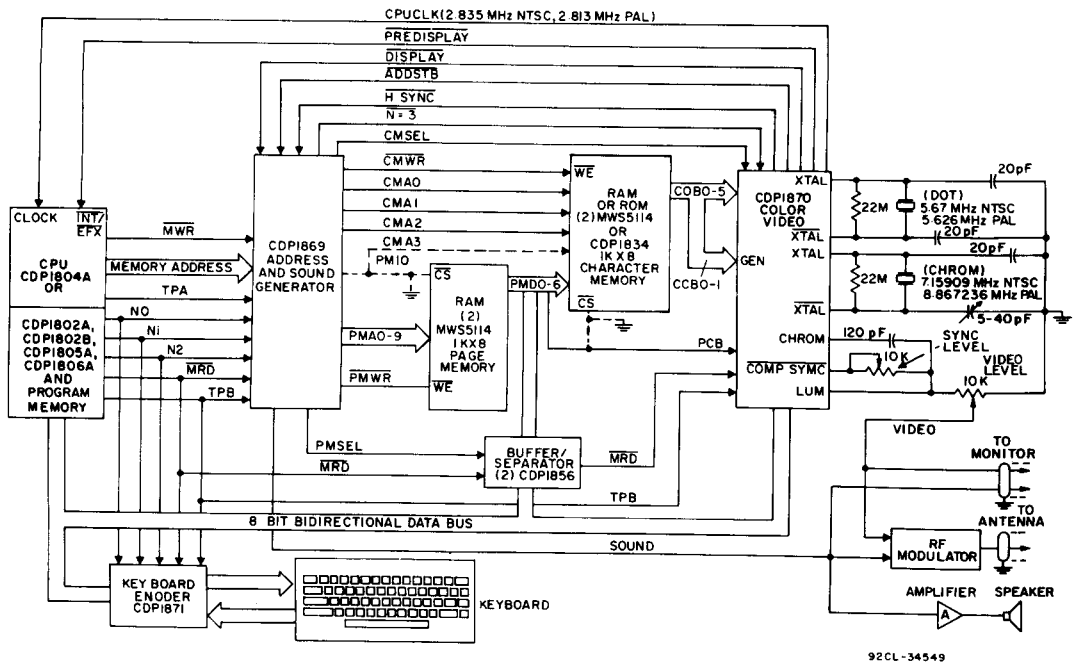 CPUCLK(2.835 MHz NTSC, 2.813 MHz PAL)
PREDISPLAY
DISPLAY
ADDSTB
H SYNC
N=3
CMSEL
CLOCK
INT/
EFX
CPU
CDP1804A
OR
CDP1802A,
CDP1802B,
CDP1805A,
CDP1806A
AND
PROGRAM
MEMORY
MWR
MEMORY ADDRESS
TPA
N0
N1
N2
MRD
TPB
CDP1869
ADDRESS
AND SOUND
GENERATOR
CMWR
CMA0
CMA1
CMA2
CMA3
PM10
PMA0-9
PMWR
CS
RAM
(2)
MWS5114
1KX8
PAGE
MEMORY
WE
PMD0-6
WE
RAM
OR ROM
(2) MWS5114
OR
CDP1834
1K X 8
CHARACTER
MEMORY
CS
COBO-5
CCBO-1
PCB
XTAL
CDP1870
COLOR
VIDEO
XTAL
GEN
XTAL
XTAL
CHROM
COMP SYMC
LUM
20pF
22M
(DOT)
5.67 MHz NTSC
5.626 mHz PAL
20pF
20pF
22M
(CHROM)
7.15909 MHz NTSC
8.867236 MHz PAL
5-40pF
120pF
SYNC
LEVEL
10K
VIDEO
LEVEL
10K
VIDEO
PMSEL
MRD
BUFFER/
SEPARATOR
(2) CDP1856
MRD
TPB
8 BIT BIDIRECTIONAL DATA BUS
SOUND
TO
MONITOR
TO
ANTENNA
RF
MODULATOR
KEY BOARD
ENODER
CDP1871
KEYBOARD
AMPLIFIER
SPEAKER
A
92CL-34549